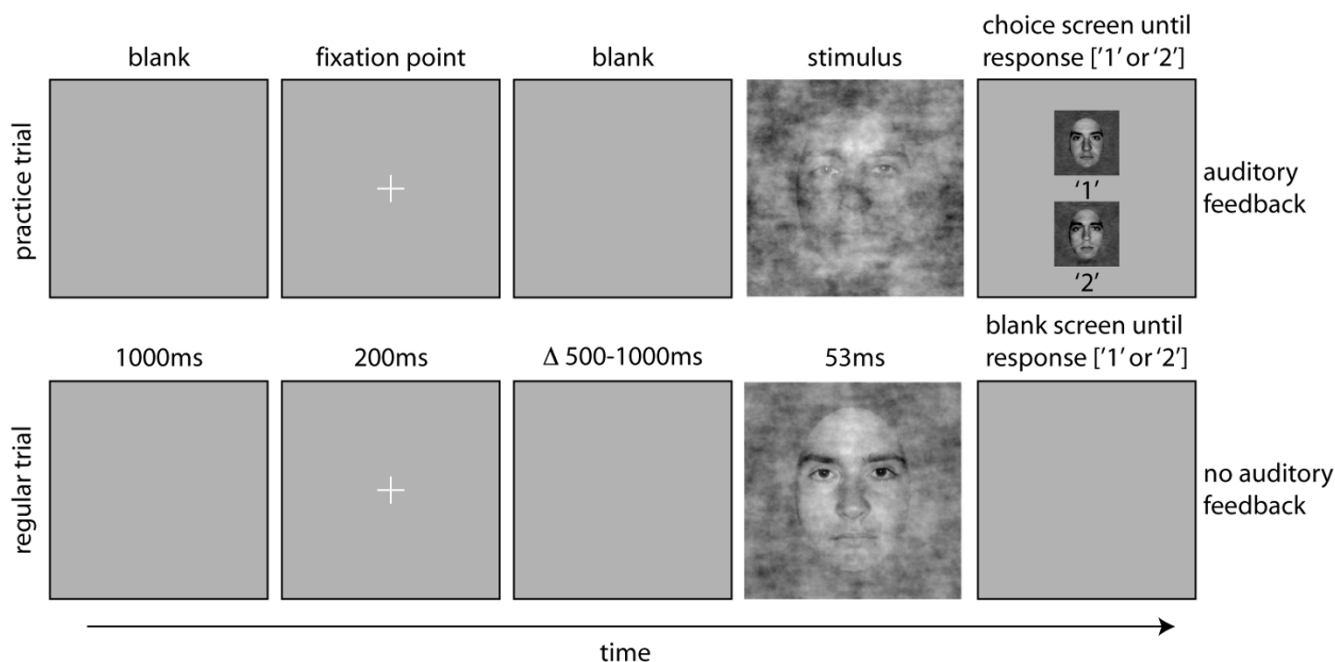 blank
fixation point
blank
stimulus
choice screen until
response ['1' or ‘2’]
practice trial
‘1’
‘2’
auditory
feedback
1000ms
200ms
Δ 500-1000ms
53ms
blank screen until
response ['1’ or ‘2’]
regular trial
no auditory
feedback
time